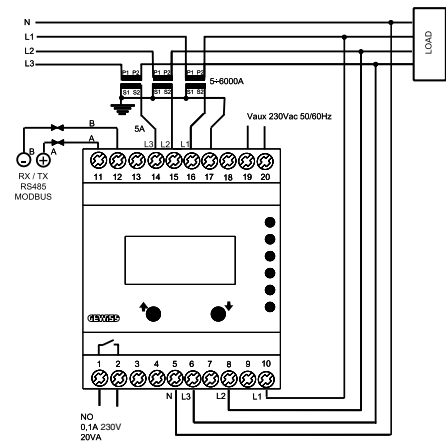 N
L1
L2
L3
LOAD
P1 P2 P1 P2 P1 P2
5÷6000A
S1 S2 S1 S2 S1 S2
B
5A
Vaux 230Vac 50/60Hz
A
L3 L2 L1
B A
RX / TX
RS485
MODBUS
11 12 13 14 15 16 17 18 19 20
GEWISS
1 2 3 4 5 6 7 8 9 10
N L3 L2 L1
NO
0,1A 230V
20VA